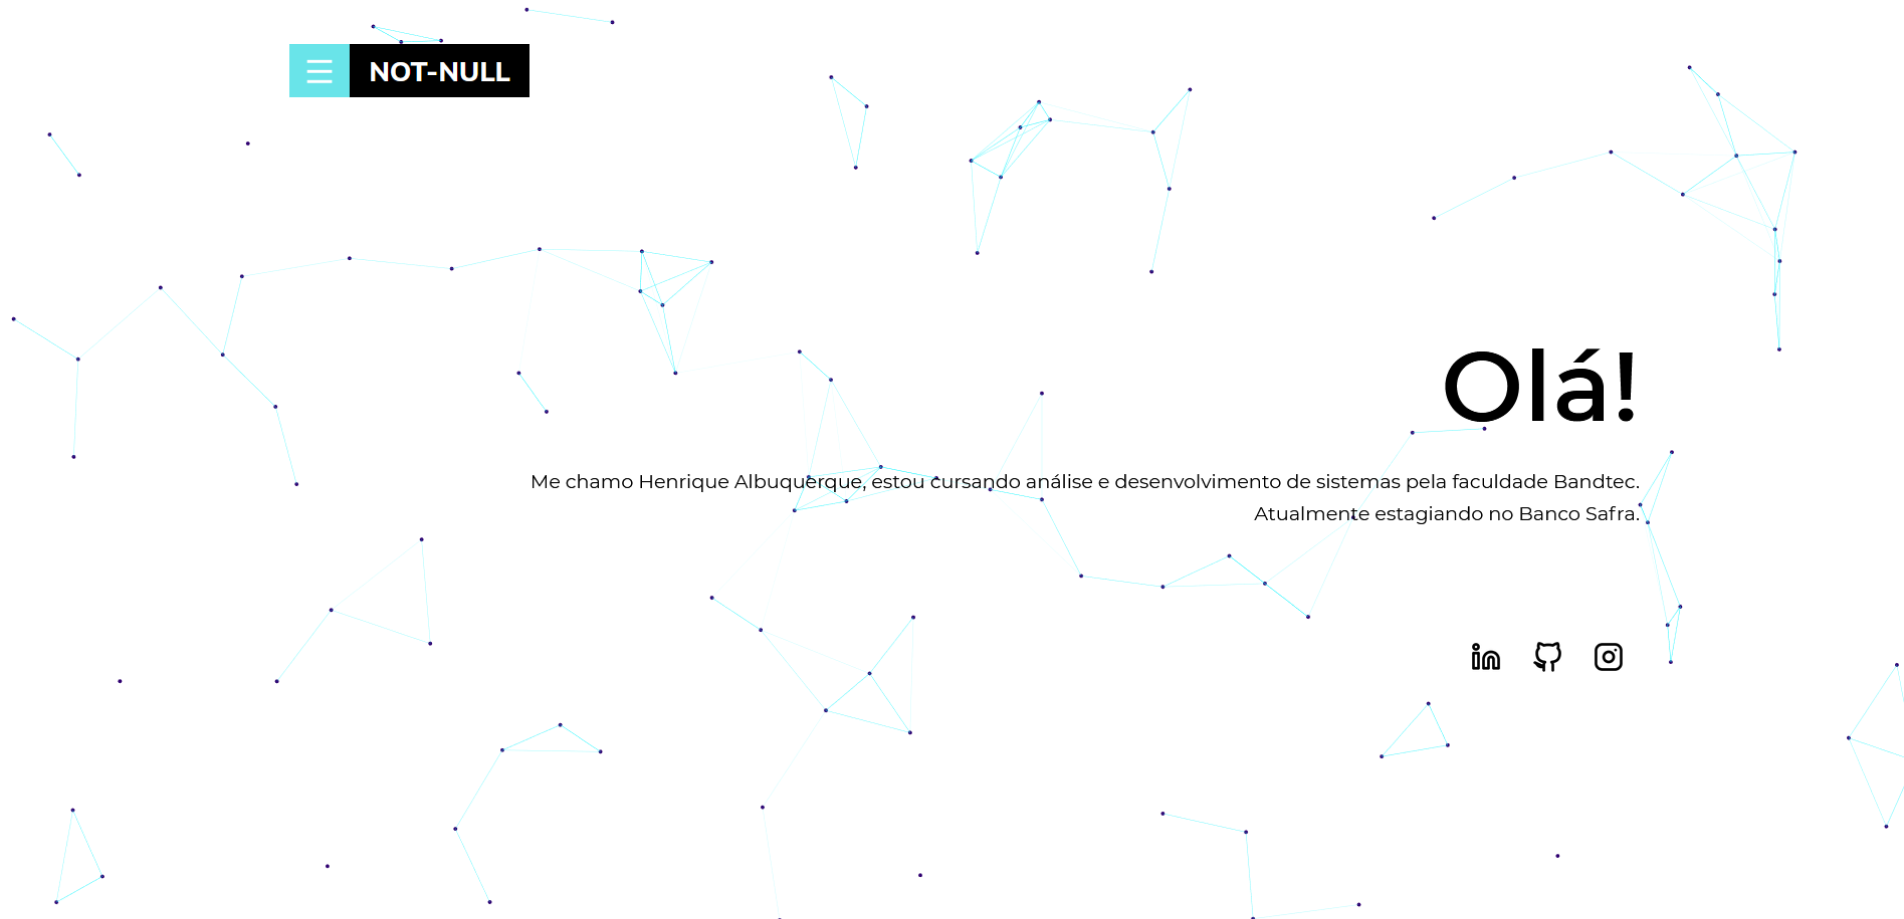 NOT-NULL
Olá!
Me chamo Henrique Albuquerque, estou cursando análise e desenvolvimento de sistemas pela faculdade Bandtec.
Atualmente estagiando no Banco Safra.